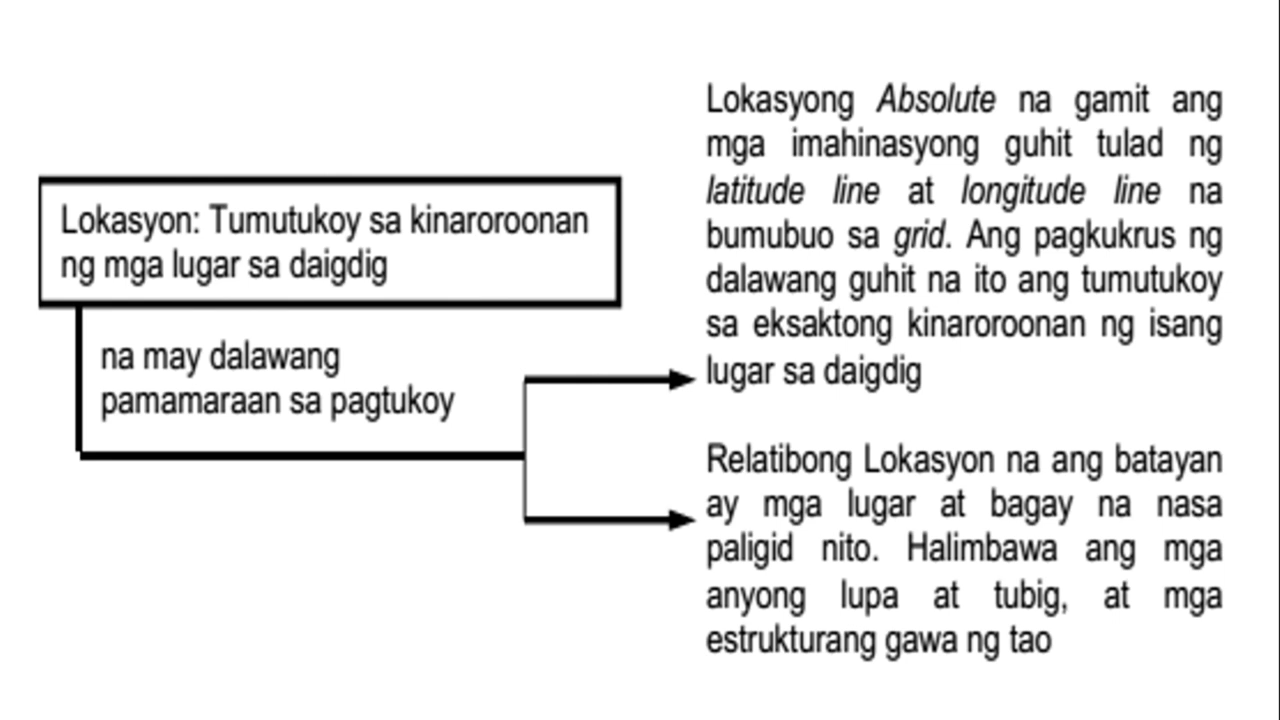 Lokasyon: Tumutukoy sa kinaroroonan
ng mga lugar sa daigdig
na may dalawang
pamamaraan sa pagtukoy
Lokasyong Absolute na gamit ang
mga imahinasyong guhit tulad ng
latitude line at longitude line na
bumubuo sa grid. Ang pagkukrus ng
dalawang guhit na ito ang tumutukoy
sa eksaktong kinaroroonan ng isang
lugar sa daigdig
Relatibong Lokasyon na ang batayan
ay mga lugar at bagay na nasa
paligid nito. Halimbawa ang mga
anyong lupa at tubig, at mga
estrukturang gawa ng tao